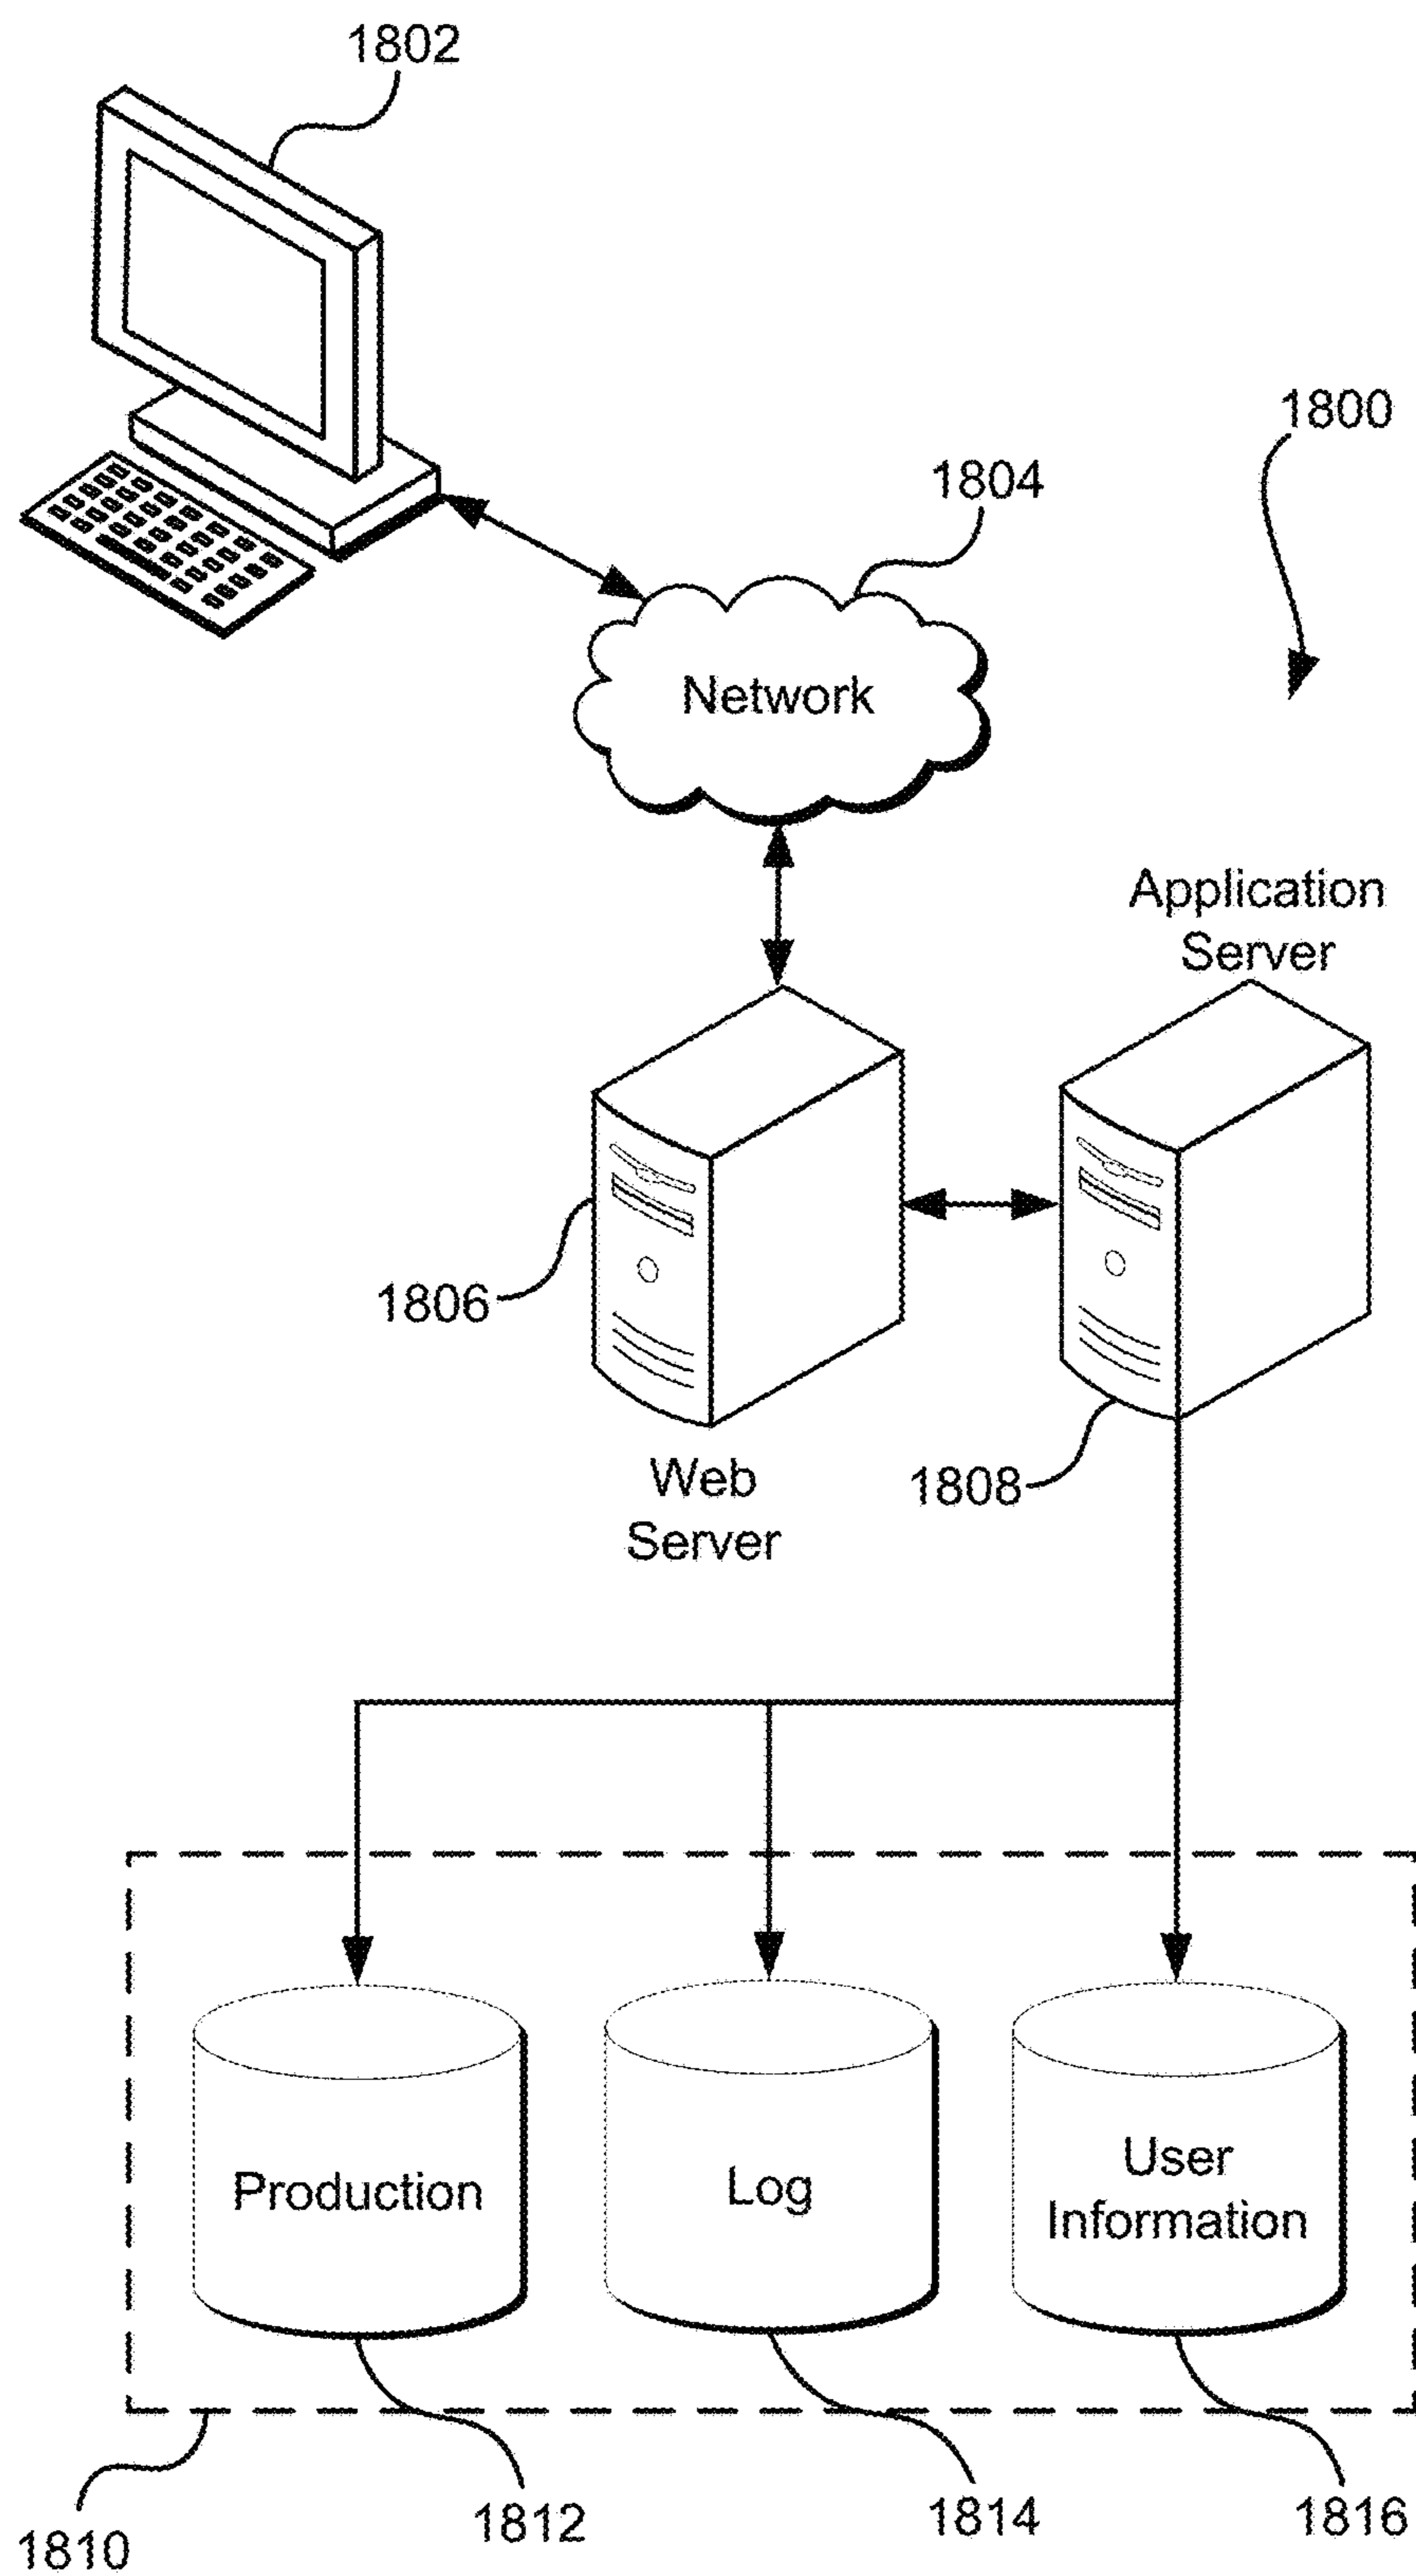 1802
1800
1804
Network
Application
Server
1806
Web
Server
1808
Production
Log
User
Information
1810
1812
1814
1816